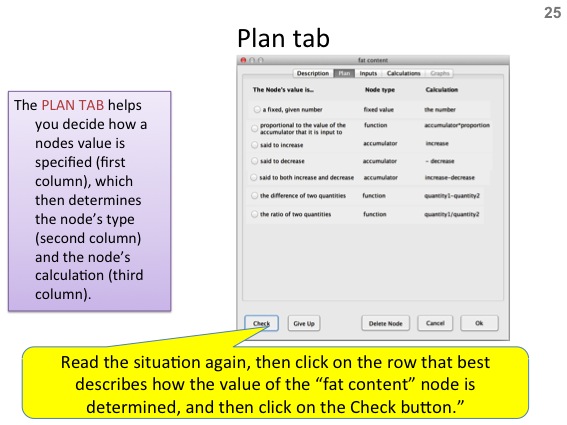 25
Plan tab
The PLAN TAB helps
you decide how a
nodes value is
specified (first
column), which
then determines
the node's type
(second column)
and the node's
calculation (third
column).
fat content
Description Plan Inputs Calculations Graphs
The Node's value is... Node type Calculation
a fixed, given number fixed value the number
proportional to the value of the function accumulator*proportion
accumulator that it is input to
said to increase accumulator increase
said to decrease accumulator - decrease
said to both increase and decrease accumulator increase-decrease
the difference of two quantities function quantity1-quantity2
the ratio of two quantities function quantity1/quantity2
Check Give Up Delete Node Cancel Ok
Read the situation again, then click on the row that best
describes how the value of the “fat content” node is
determined, and then click on the Check button.”